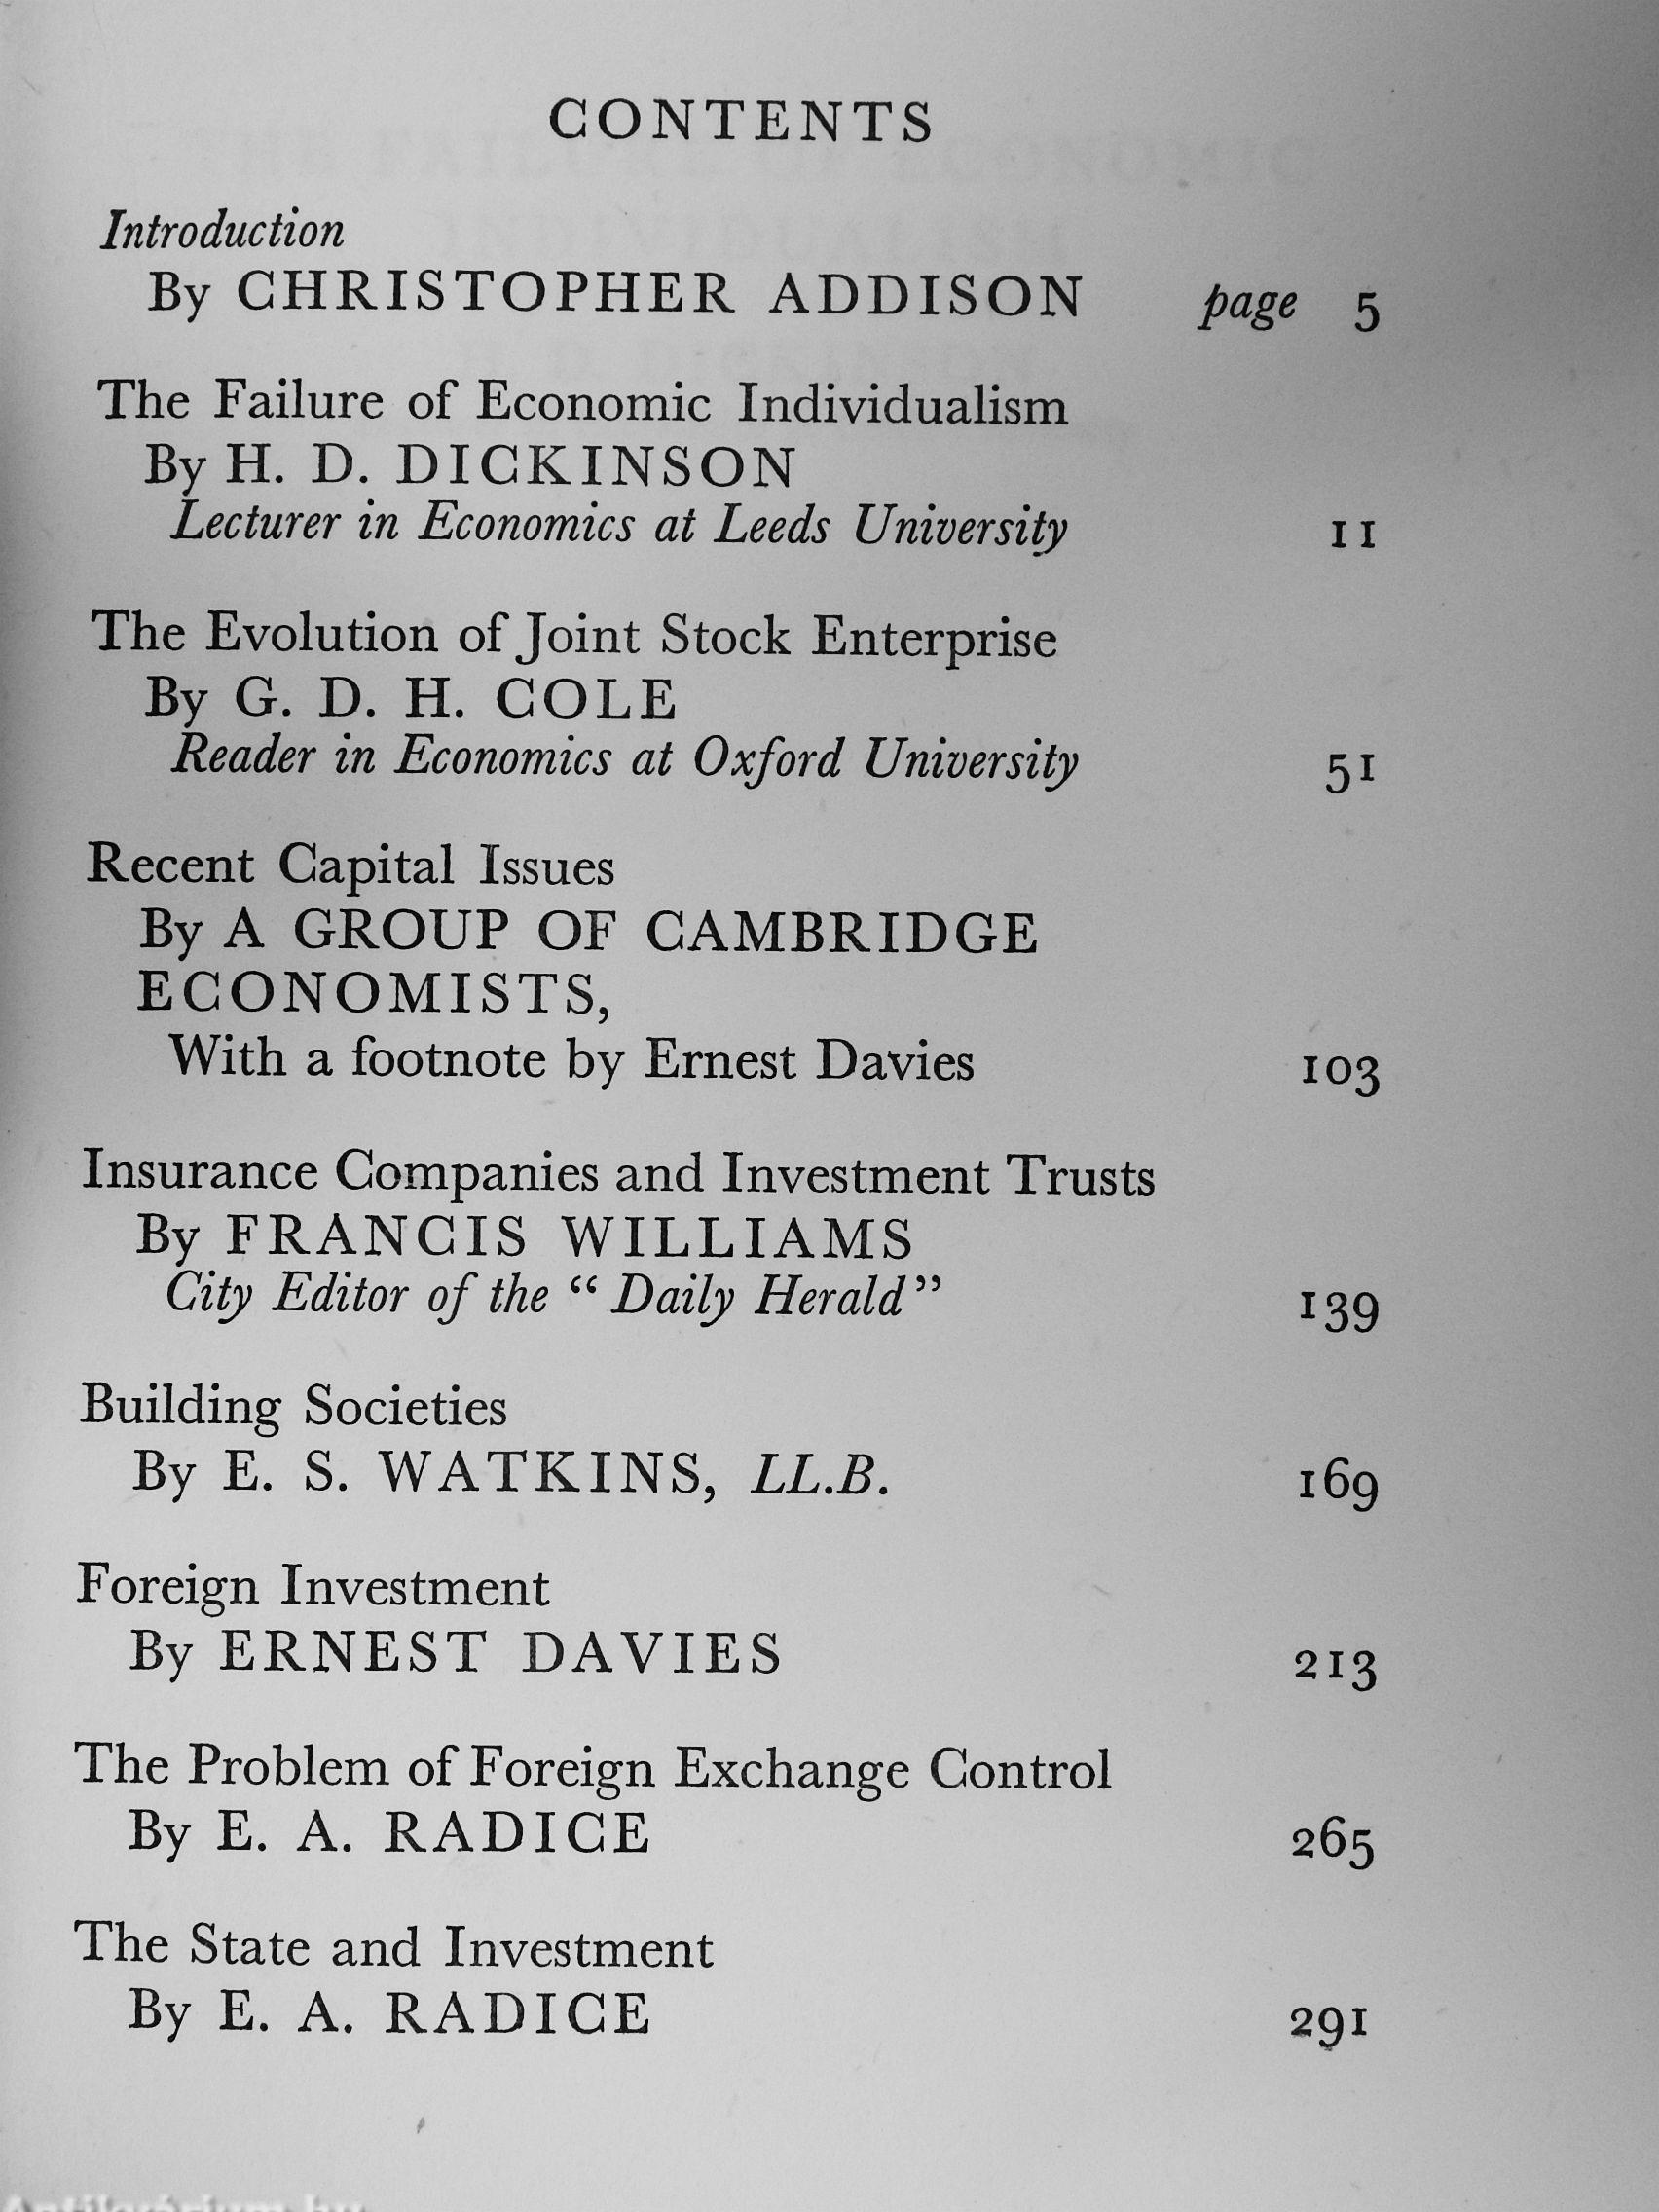 CONTENTS
Introduction
By CHRISTOPHER ADDISON page 5
The Failure of Economic Individualism
By H. D. DICKINSON
Lecturer in Economics at Leeds University 11
The Evolution of Joint Stock Enterprise
By G. D. H. COLE
Reader in Economics at Oxford University 51
Recent Capital Issues
By A GROUP OF CAMBRIDGE
ECONOMISTS,
With a footnote by Ernest Davies 103
Insurance Companies and Investment Trusts
By FRANCIS WILLIAMS
City Editor of the “ Daily Herald” 139
Building Societies
By E. S. WATKINS, LL.B. 169
Foreign Investment
By ERNEST DAVIES 213
The Problem of Foreign Exchange Control
By E. A. RADICE 265
The State and Investment
By E. A. RADICE 291